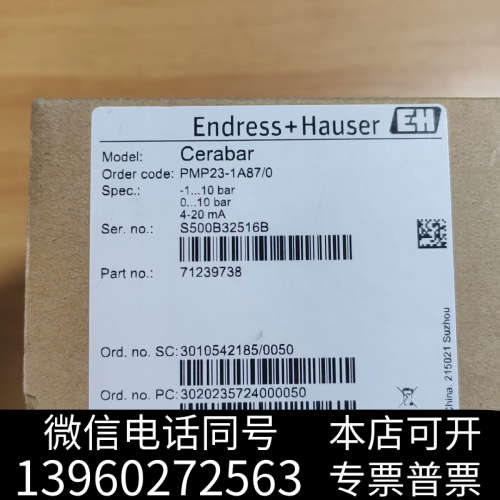 Endress+Hauser EH
Model: Cerabar
Order code: PMP23-1A87/0
Spec.: -1...10 bar
0...10 bar
4-20 mA
Ser. no.: S500B32516B
Part no.: 71239738
Ord. no. SC: 3010542185/0050
Ord. no. PC: 3020235724000050
China, 215021 Suzhou
微信电话同号 本店可开
13960272563 专票普票